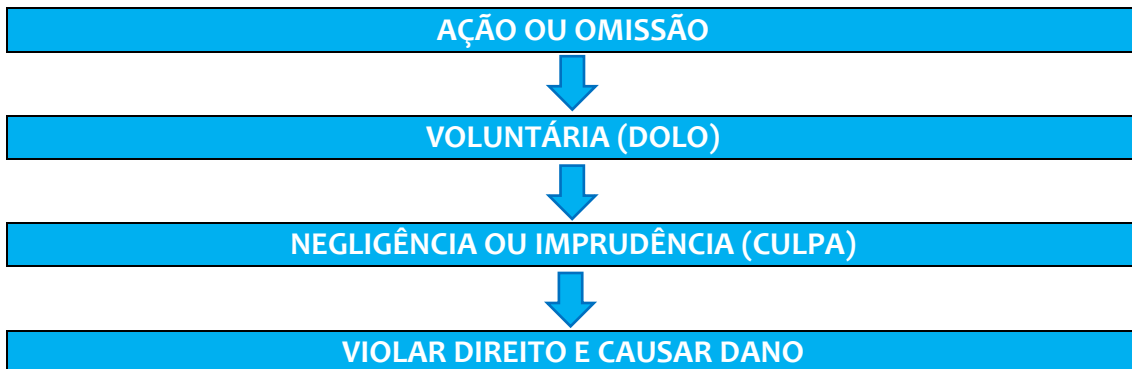 AÇÃO OU OMISSÃO
VOLUNTÁRIA (DOLO)
NEGLIGÊNCIA OU IMPRUDÊNCIA (CULPA)
VIOLAR DIREITO E CAUSAR DANO